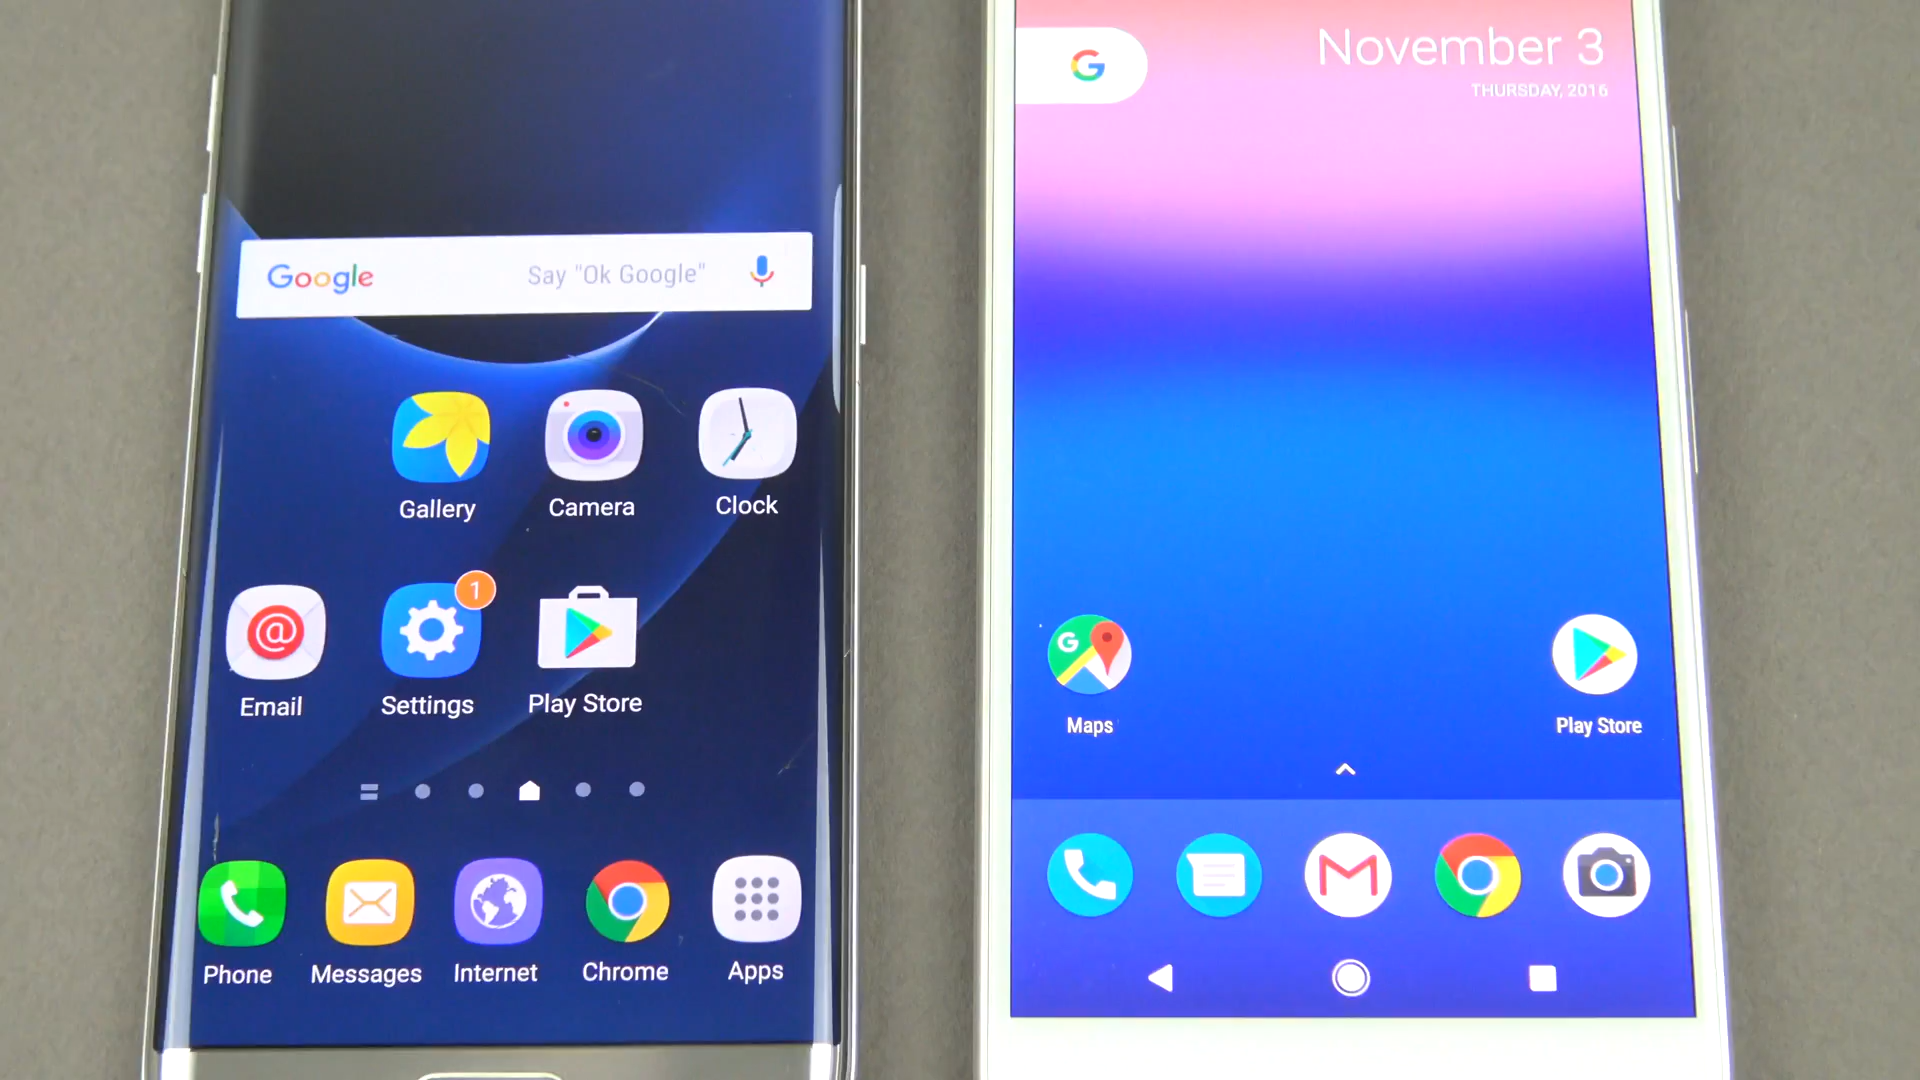 Google Say "Ok Google"
Gallery Camera Clock
1
Email Settings Play Store
Phone Messages Internet Chrome Apps
G November 3
THURSDAY, 2016
G
Maps Play Store